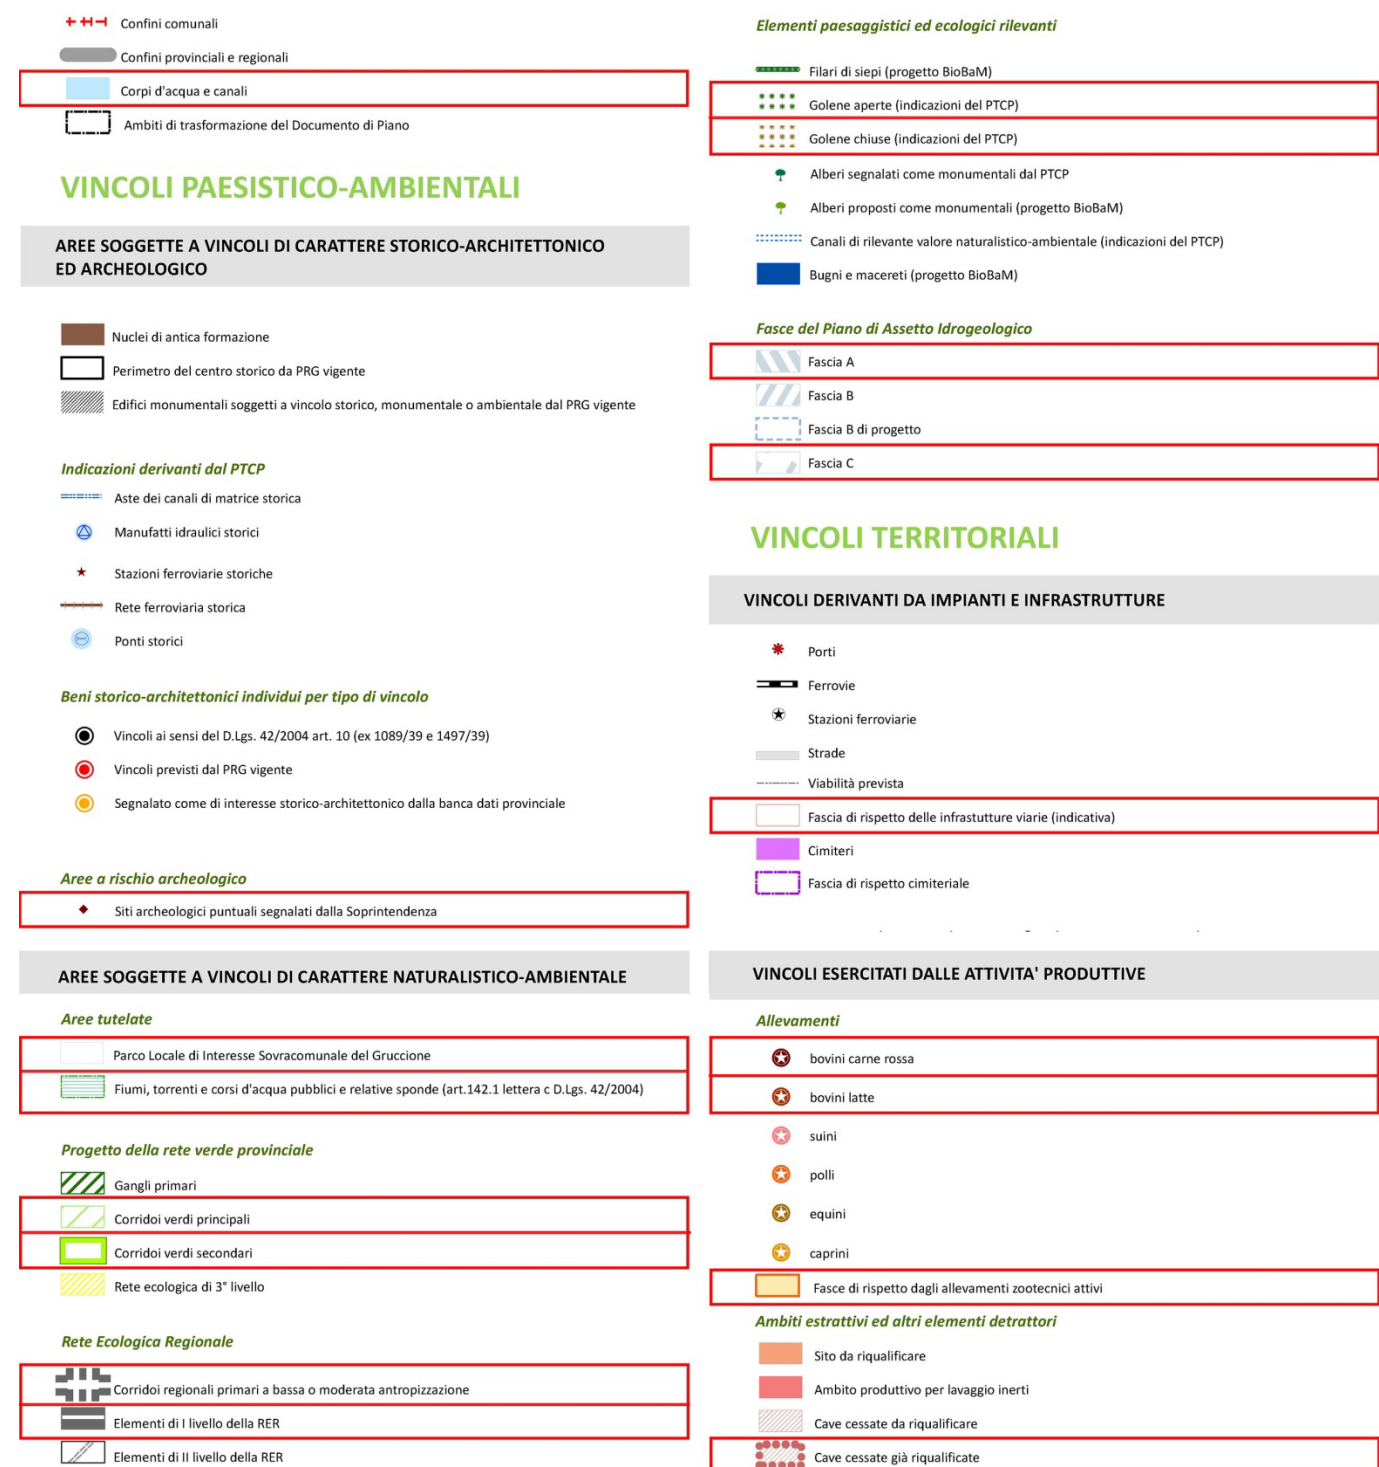 Confini comunali
Confini provinciali e regionali
Corpi d'acqua e canali
Ambiti di trasformazione del Documento di Piano
VINCOLI PAESISTICO-AMBIENTALI
AREE SOGGETTE A VINCOLI DI CARATTERE STORICO-ARCHITETTONICO
ED ARCHEOLOGICO
Nuclei di antica formazione
Perimetro del centro storico da PRG vigente
Edifici monumentali soggetti a vincolo storico, monumentale o ambientale dal PRG vigente
Indicazioni derivanti dal PTCP
Aste dei canali di matrice storica
Manufatti idraulici storici
Stazioni ferroviarie storiche
Rete ferroviaria storica
Ponti storici
Beni storico-architettonici individui per tipo di vincolo
Vincoli ai sensi del D.Lgs. 42/2004 art. 10 (ex 1089/39 e 1497/39)
Vincoli previsti dal PRG vigente
Segnalato come di interesse storico-architettonico dalla banca dati provinciale
Aree a rischio archeologico
Siti archeologici puntuali segnalati dalla Soprintendenza
AREE SOGGETTE A VINCOLI DI CARATTERE NATURALISTICO-AMBIENTALE
Aree tutelate
Parco Locale di Interesse Sovracomunale del Gruccione
Fiumi, torrenti e corsi d'acqua pubblici e relative sponde (art.142.1 lettera c D.Lgs. 42/2004)
Progetto della rete verde provinciale
Gangli primari
Corridoi verdi principali
Corridoi verdi secondari
Rete ecologica di 3° livello
Rete Ecologica Regionale
Corridoi regionali primari a bassa o moderata antropizzazione
Elementi di I livello della RER
Elementi di II livello della RER
Elementi paesaggistici ed ecologici rilevanti
Filari di siepi (progetto BioBaM)
Golene aperte (indicazioni del PTCP)
Golene chiuse (indicazioni del PTCP)
Alberi segnalati come monumentali dal PTCP
Alberi proposti come monumentali (progetto BioBaM)
Canali di rilevante valore naturalistico-ambientale (indicazioni del PTCP)
Bugni e macereti (progetto BioBaM)
Fasce del Piano di Assetto Idrogeologico
Fascia A
Fascia B
Fascia B di progetto
Fascia C
VINCOLI TERRITORIALI
VINCOLI DERIVANTI DA IMPIANTI E INFRASTRUTTURE
Porti
Ferrovie
Stazioni ferroviarie
Strade
Viabilità prevista
Fascia di rispetto delle infrastutture viarie (indicativa)
Cimiteri
Fascia di rispetto cimiteriale
VINCOLI ESERCITATI DALLE ATTIVITA' PRODUTTIVE
Allevamenti
bovini carne rossa
bovini latte
suini
polli
equini
caprini
Fasce di rispetto dagli allevamenti zootecnici attivi
Ambiti estrattivi ed altri elementi detrattori
Sito da riqualificare
Ambito produttivo per lavaggio inerti
Cave cessate da riqualificare
Cave cessate già riqualificate